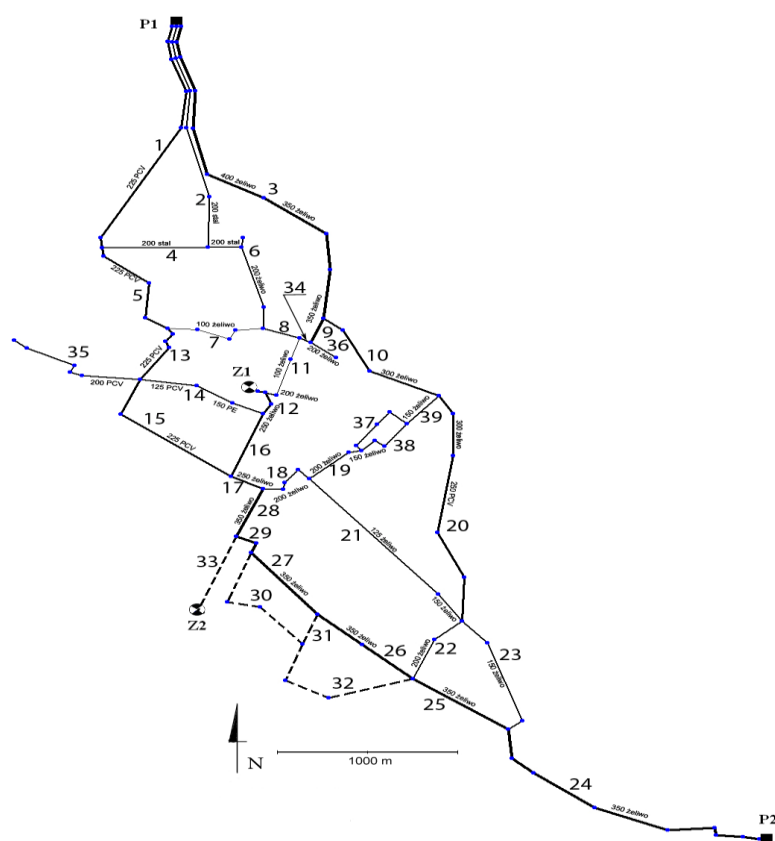 P1
1
225 PCV
2
200 stal
400 żeliwo
3
350 żeliwo
200 stal
4
200 stal
6
225 PCV
5
200 żeliwo
34
350 żeliwo
9
100 żeliwo
7
8
200 żeliwo
36
10
300 żeliwo
13
225 PCV
35
200 PCV
125 PCV
14
150 PE
Z1
100 żeliwo
11
200 żeliwo
12
250 żeliwo
37
150 żeliwo
39
38
300 żeliwo
15
225 PCV
16
17
250 żeliwo
18
200 żeliwo
200 żeliwo
19
150 żeliwo
250 PCV
20
28
350 żeliwo
21
125 żeliwo
29
33
27
350 żeliwo
150 żeliwo
30
Z2
31
350 żeliwo
26
22
200 żeliwo
23
150 żeliwo
32
25
350 żeliwo
N
1000 m
24
350 żeliwo
P2